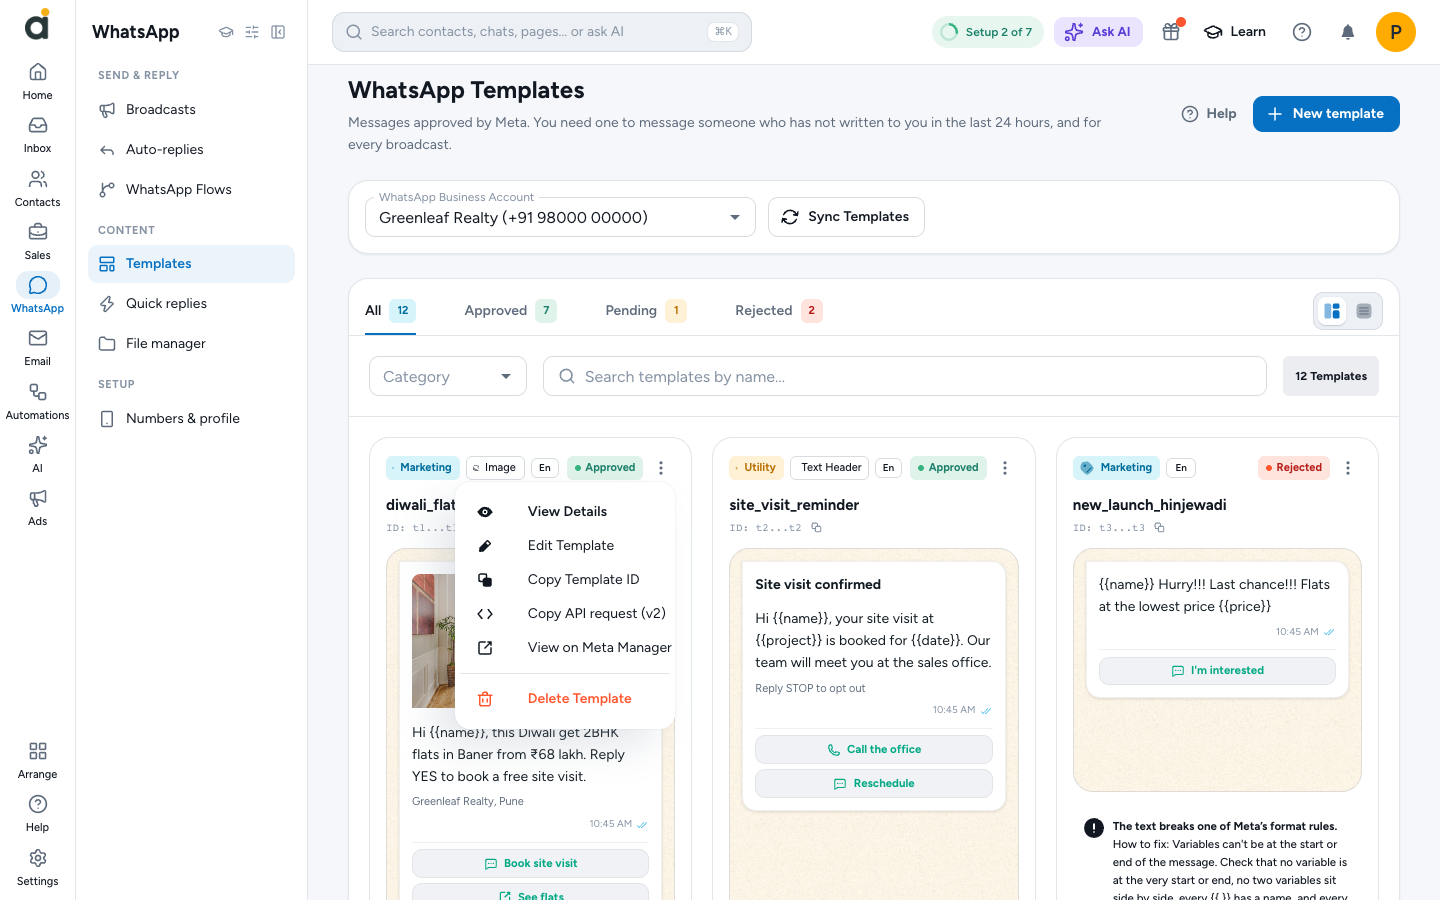 WhatsApp
Search contacts, chats, pages... or ask AI
⌘K
Setup 2 of 7
Ask AI
Learn
P
Home
Inbox
Contacts
Sales
WhatsApp
Email
Automations
AI
Ads
Arrange
Help
Settings
SEND & REPLY
Broadcasts
Auto-replies
WhatsApp Flows
CONTENT
Templates
Quick replies
File manager
SETUP
Numbers & profile
WhatsApp Templates
Messages approved by Meta. You need one to message someone who has not written to you in the last 24 hours, and for
every broadcast.
Help
New template
WhatsApp Business Account
Greenleaf Realty (+91 98000 00000)
Sync Templates
All 12
Approved 7
Pending 1
Rejected 2
Category
Search templates by name...
12 Templates
Marketing
Image
En
Approved
diwali_flat
ID: t1...t1
View Details
Edit Template
Copy Template ID
Copy API request (v2)
View on Meta Manager
Delete Template
Hi {{name}}, this Diwali get 2BHK
flats in Baner from ₹68 lakh. Reply
YES to book a free site visit.
Greenleaf Realty, Pune
10:45 AM
Book site visit
See flats
Utility
Text Header
En
Approved
site_visit_reminder
ID: t2...t2
Site visit confirmed
Hi {{name}}, your site visit at
{{project}} is booked for {{date}}. Our
team will meet you at the sales office.
Reply STOP to opt out
10:45 AM
Call the office
Reschedule
Marketing
En
Rejected
new_launch_hinjewadi
ID: t3...t3
{{name}} Hurry!!! Last chance!!! Flats
at the lowest price {{price}}
10:45 AM
I'm interested
The text breaks one of Meta's format rules.
How to fix: Variables can't be at the start or
end of the message. Check that no variable is
at the very start or end, no two variables sit
side by side, every {{ }} has a name, and every